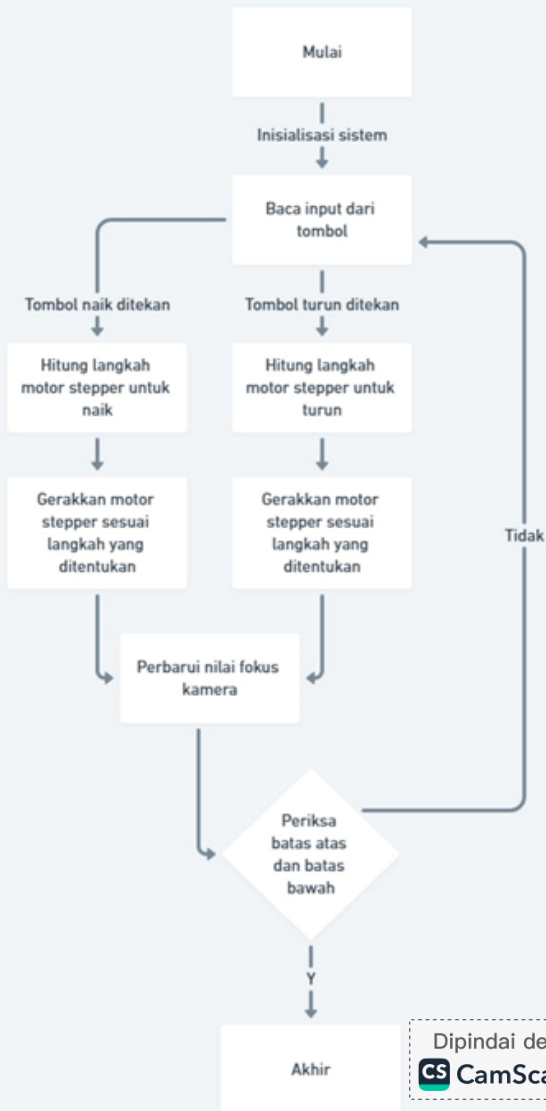 Mulai
Inisialisasi sistem
Baca input dari
tombol
Tombol naik ditekan
Tombol turun ditekan
Hitung langkah
motor stepper untuk
naik
Hitung langkah
motor stepper untuk
turun
Gerakkan motor
stepper sesuai
langkah yang
ditentukan
Gerakkan motor
stepper sesuai
langkah yang
ditentukan
Tidak
Perbarui nilai fokus
kamera
Periksa
batas atas
dan batas
bawah
Y
Akhir
Dipindai
CS